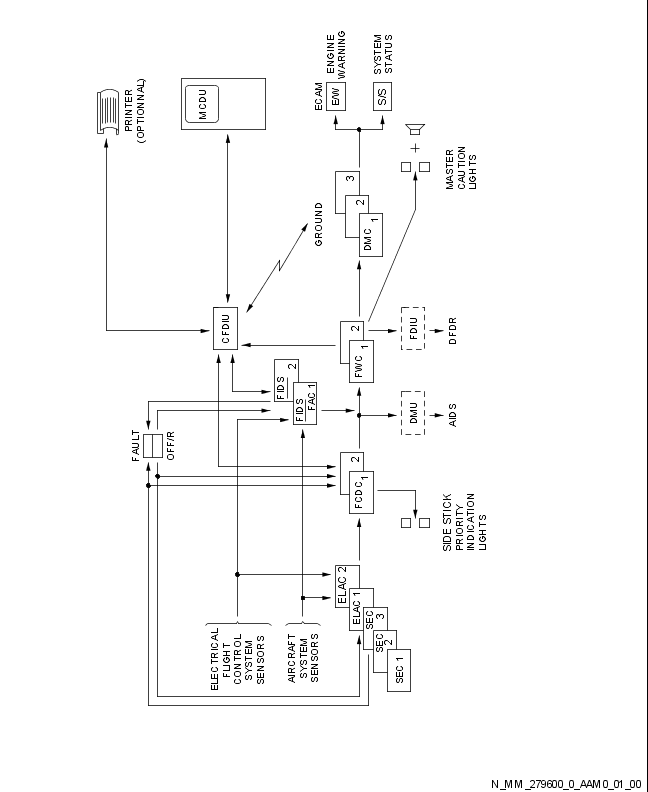 PRINTER
(OPTIONNAL)
MCDU
ECAM
E/W
ENGINE
WARNING
S/S
SYSTEM
STATUS
MASTER
CAUTION
LIGHTS
+
3
2
DMC 1
GROUND
CFDIU
2
FWC 1
FDIU
DFDR
FIDS 2
FIDS
FAC 1
DMU
AIDS
FAULT
OFF/R
2
FCDC 1
SIDE STICK
PRIORITY
INDICATION
LIGHTS
ELECTRICAL
FLIGHT
CONTROL
SYSTEM
SENSORS
AIRCRAFT
SYSTEM
SENSORS
ELAC 2
ELAC 1
SEC 3
SEC 2
SEC 1
N_MM_279600_0_AAM0_01_00